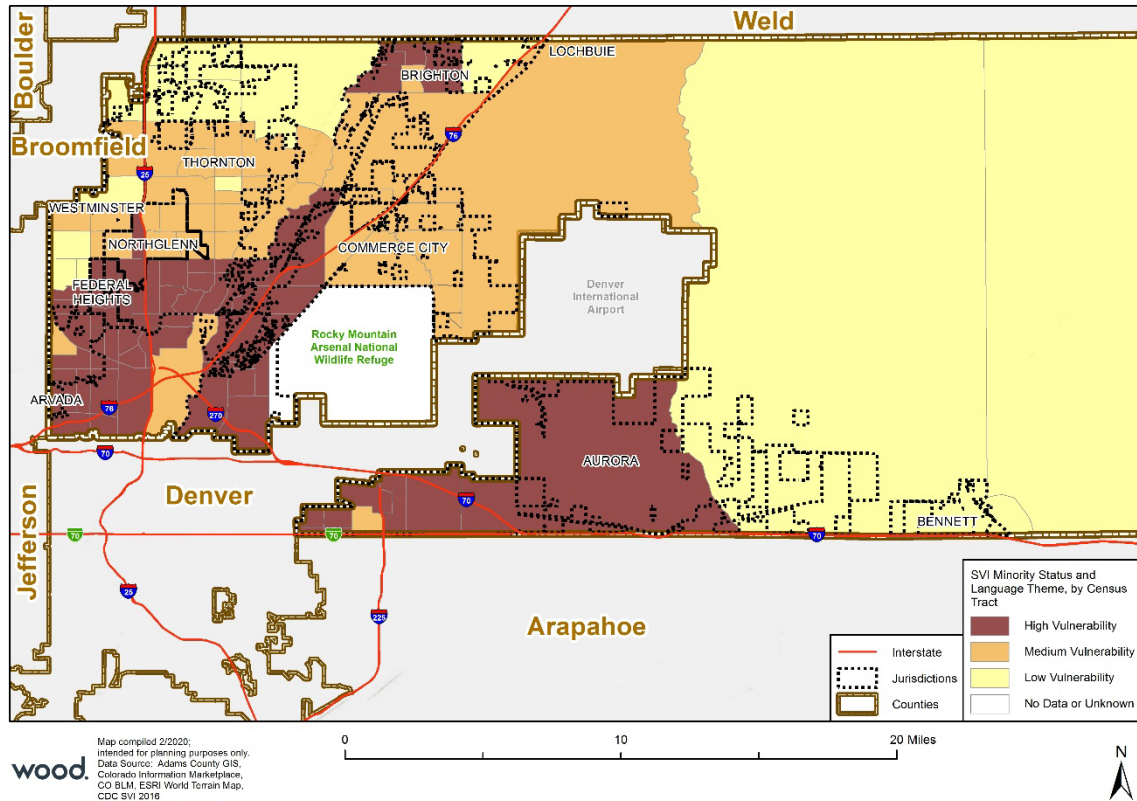 Weld
Boulder
LOCHBUIE
BRIGHTON
76
Broomfield
THORNTON
25
WESTMINSTER
NORTHGLENN
COMMERCE CITY
FEDERAL
HEIGHTS
Denver
International
Airport
Rocky Mountain
Arsenal National
Wildlife Refuge
ARVADA
76
270
70
AURORA
Denver
70
BENNETT
Jefferson
70
70
70
25
225
Arapahoe
SVI Minority Status and
Language Theme, by Census
Tract
High Vulnerability
Medium Vulnerability
Low Vulnerability
No Data or Unknown
Interstate
Jurisdictions
Counties
wood.
Map compiled 2/2020;
intended for planning purposes only.
Data Source: Adams County GIS,
Colorado Information Marketplace,
CO BLM, ESRI World Terrain Map,
CDC SVI 2016
0
10
20 Miles
N